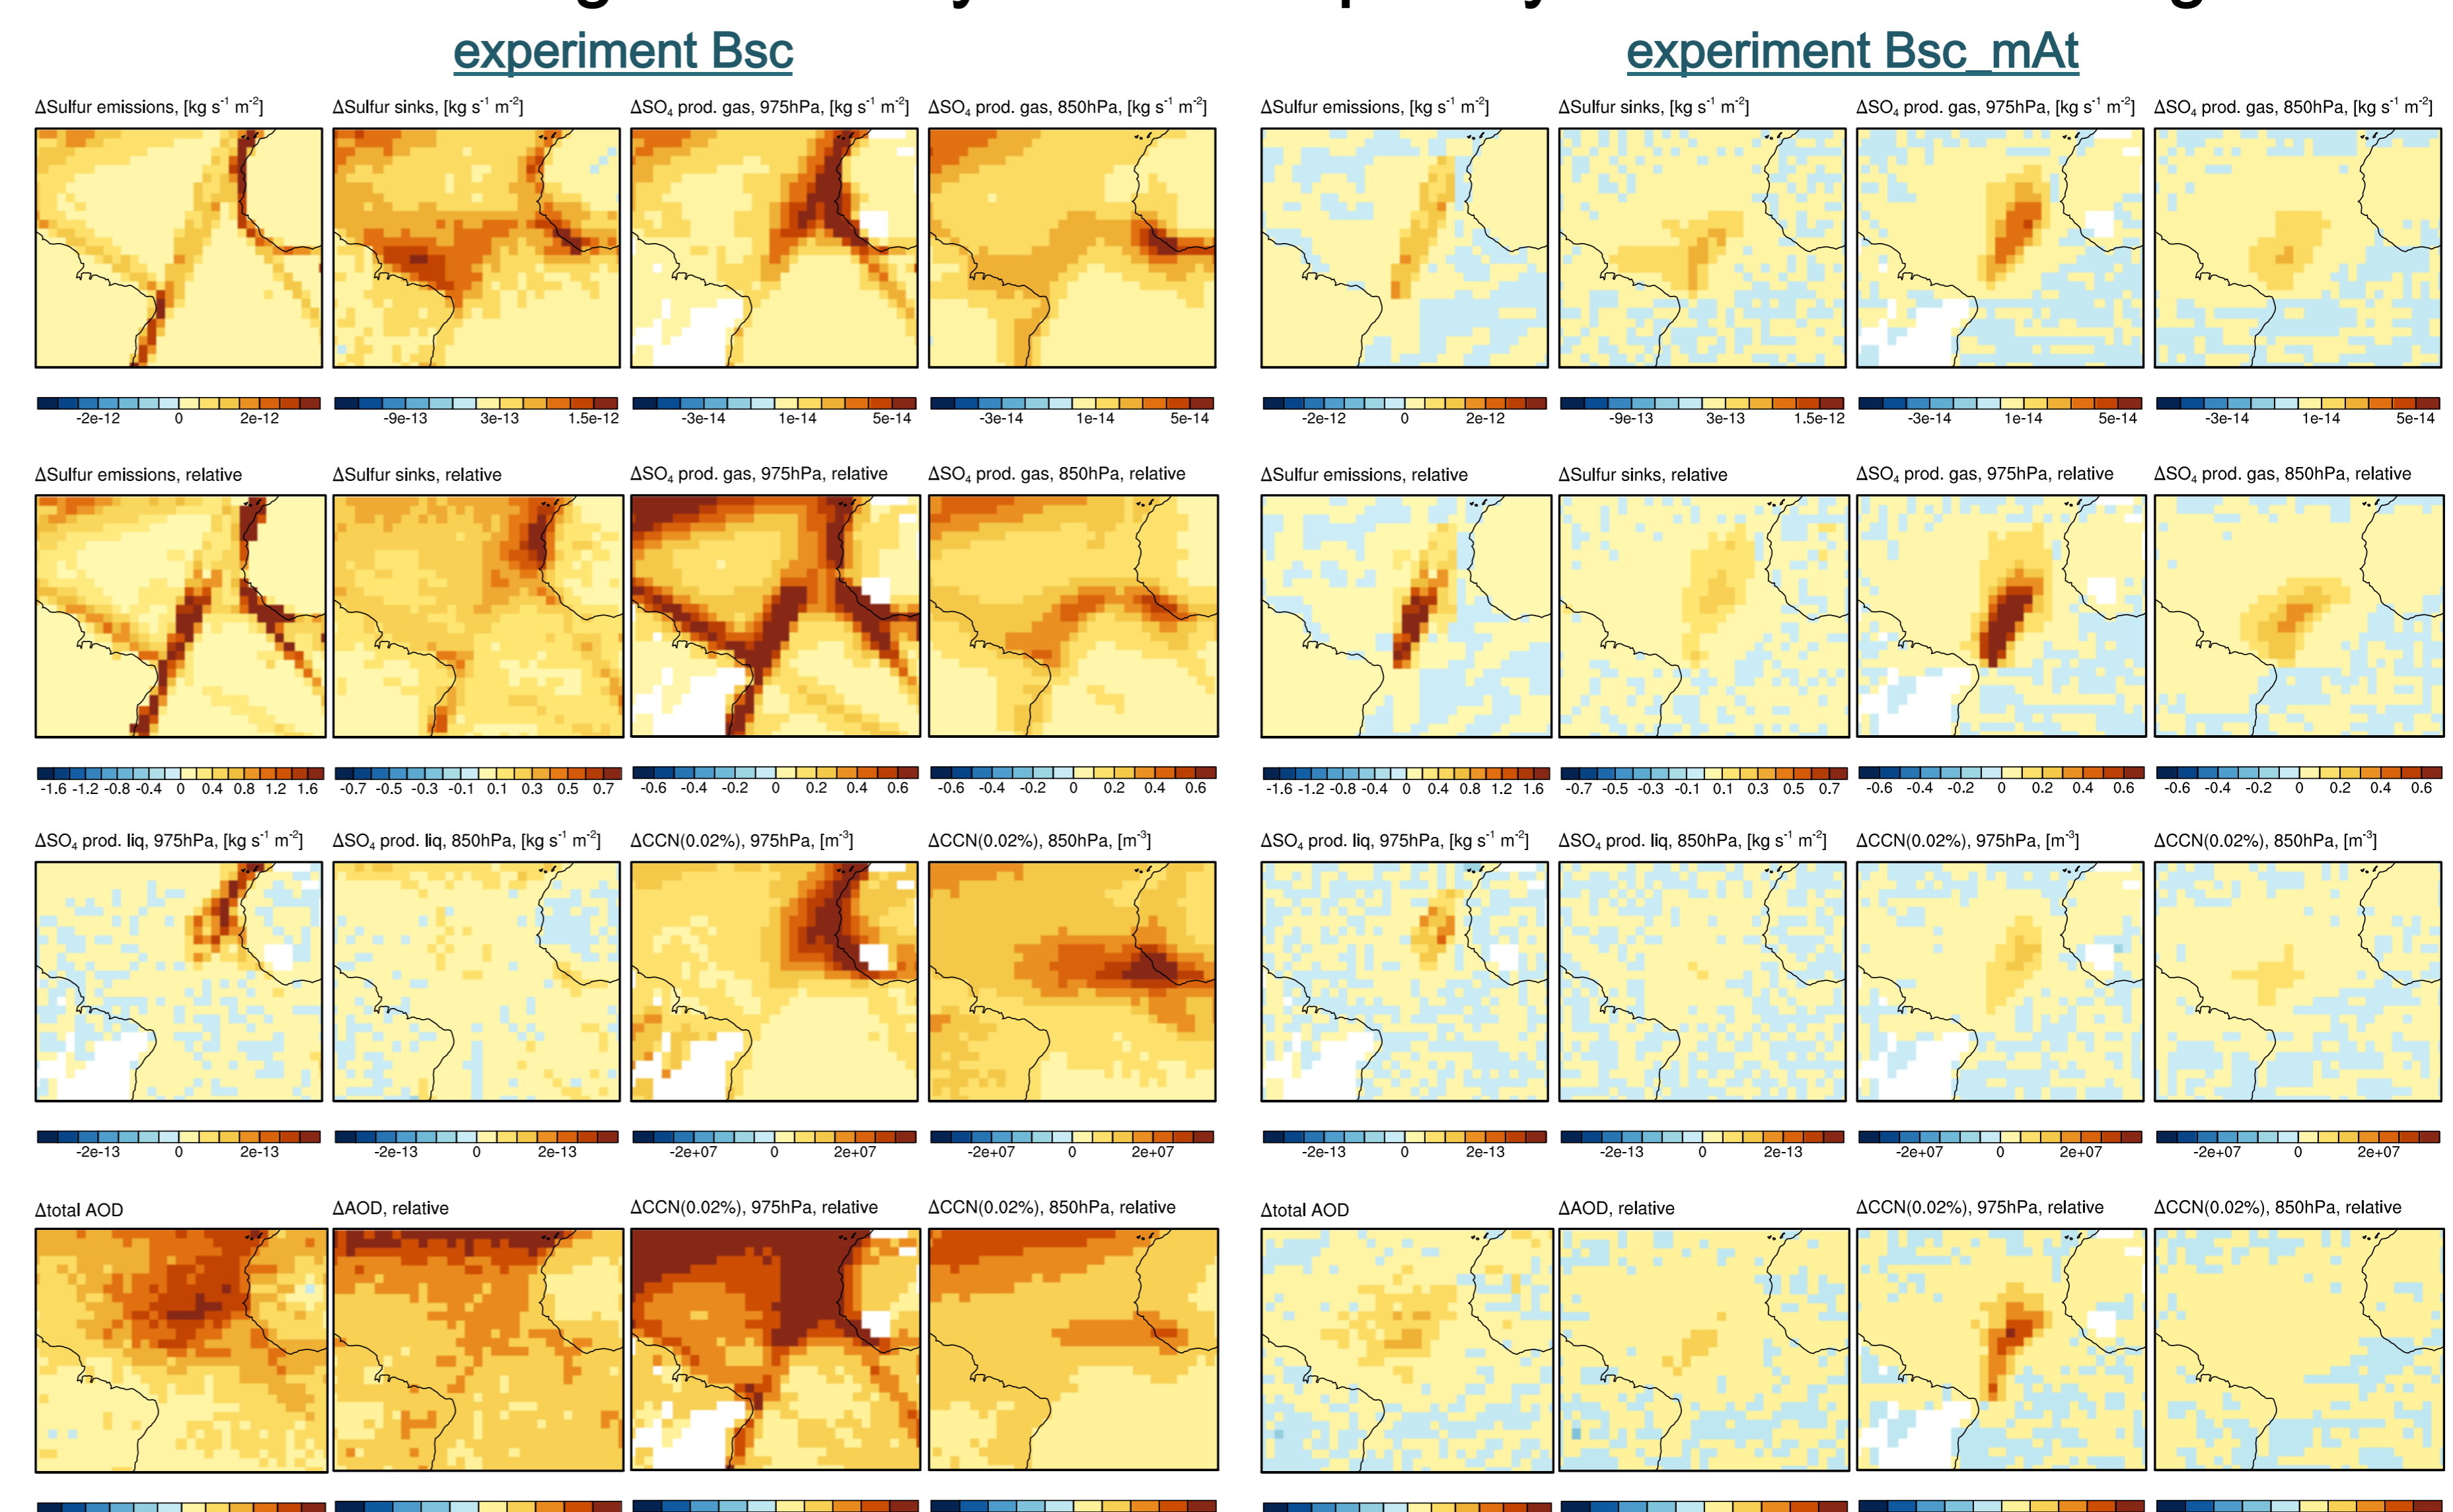 experiment Bsc
experiment Bsc_mAt
ΔSulfur emissions, [kg s⁻¹ m⁻²]
ΔSulfur sinks, [kg s⁻¹ m⁻²]
ΔSO₄ prod. gas, 975hPa, [kg s⁻¹ m⁻²]
ΔSO₄ prod. gas, 850hPa, [kg s⁻¹ m⁻²]
ΔSulfur emissions, [kg s⁻¹ m⁻²]
ΔSulfur sinks, [kg s⁻¹ m⁻²]
ΔSO₄ prod. gas, 975hPa, [kg s⁻¹ m⁻²]
ΔSO₄ prod. gas, 850hPa, [kg s⁻¹ m⁻²]
-2e-12 0 2e-12
-9e-13 3e-13 1.5e-12
-3e-14 1e-14 5e-14
-3e-14 1e-14 5e-14
-2e-12 0 2e-12
-9e-13 3e-13 1.5e-12
-3e-14 1e-14 5e-14
-3e-14 1e-14 5e-14
ΔSulfur emissions, relative
ΔSulfur sinks, relative
ΔSO₄ prod. gas, 975hPa, relative
ΔSO₄ prod. gas, 850hPa, relative
ΔSulfur emissions, relative
ΔSulfur sinks, relative
ΔSO₄ prod. gas, 975hPa, relative
ΔSO₄ prod. gas, 850hPa, relative
-1.6 -1.2 -0.8 -0.4 0 0.4 0.8 1.2 1.6
-0.7 -0.5 -0.3 -0.1 0.1 0.3 0.5 0.7
-0.6 -0.4 -0.2 0 0.2 0.4 0.6
-0.6 -0.4 -0.2 0 0.2 0.4 0.6
-1.6 -1.2 -0.8 -0.4 0 0.4 0.8 1.2 1.6
-0.7 -0.5 -0.3 -0.1 0.1 0.3 0.5 0.7
-0.6 -0.4 -0.2 0 0.2 0.4 0.6
-0.6 -0.4 -0.2 0 0.2 0.4 0.6
ΔSO₄ prod. liq, 975hPa, [kg s⁻¹ m⁻²]
ΔSO₄ prod. liq, 850hPa, [kg s⁻¹ m⁻²]
ΔCCN(0.02%), 975hPa, [m⁻³]
ΔCCN(0.02%), 850hPa, [m⁻³]
ΔSO₄ prod. liq, 975hPa, [kg s⁻¹ m⁻²]
ΔSO₄ prod. liq, 850hPa, [kg s⁻¹ m⁻²]
ΔCCN(0.02%), 975hPa, [m⁻³]
ΔCCN(0.02%), 850hPa, [m⁻³]
-2e-13 0 2e-13
-2e-13 0 2e-13
-2e+07 0 2e+07
-2e+07 0 2e+07
-2e-13 0 2e-13
-2e-13 0 2e-13
-2e+07 0 2e+07
-2e+07 0 2e+07
Δtotal AOD
ΔAOD, relative
ΔCCN(0.02%), 975hPa, relative
ΔCCN(0.02%), 850hPa, relative
Δtotal AOD
ΔAOD, relative
ΔCCN(0.02%), 975hPa, relative
ΔCCN(0.02%), 850hPa, relative